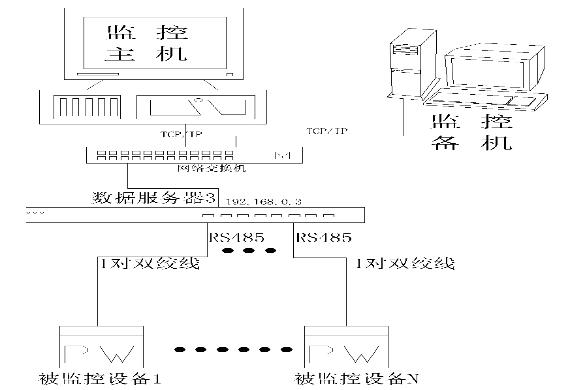 监 控
主 机
监 控
备 机
TCP/IP
TCP/IP
网络交换机
数据服务器3
192.168.0.3
RS485
RS485
1对双绞线
1对双绞线
PW
PW
被监控设备1
被监控设备N